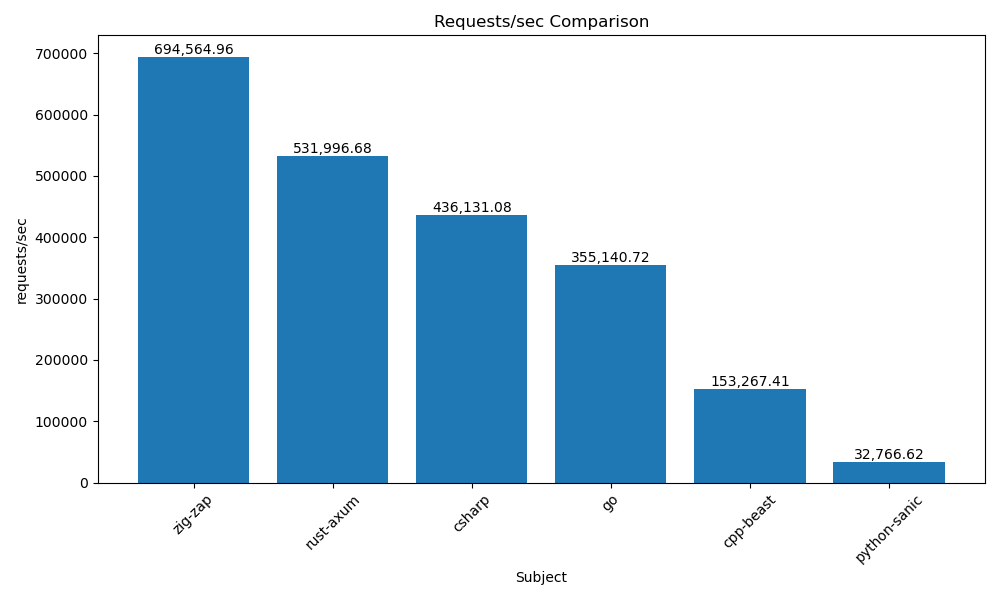 Requests/sec Comparison
requests/sec
700000
600000
500000
400000
300000
200000
100000
0
694,564.96
531,996.68
436,131.08
355,140.72
153,267.41
32,766.62
zig-zap
rust-axum
csharp
go
cpp-beast
python-sanic
Subject